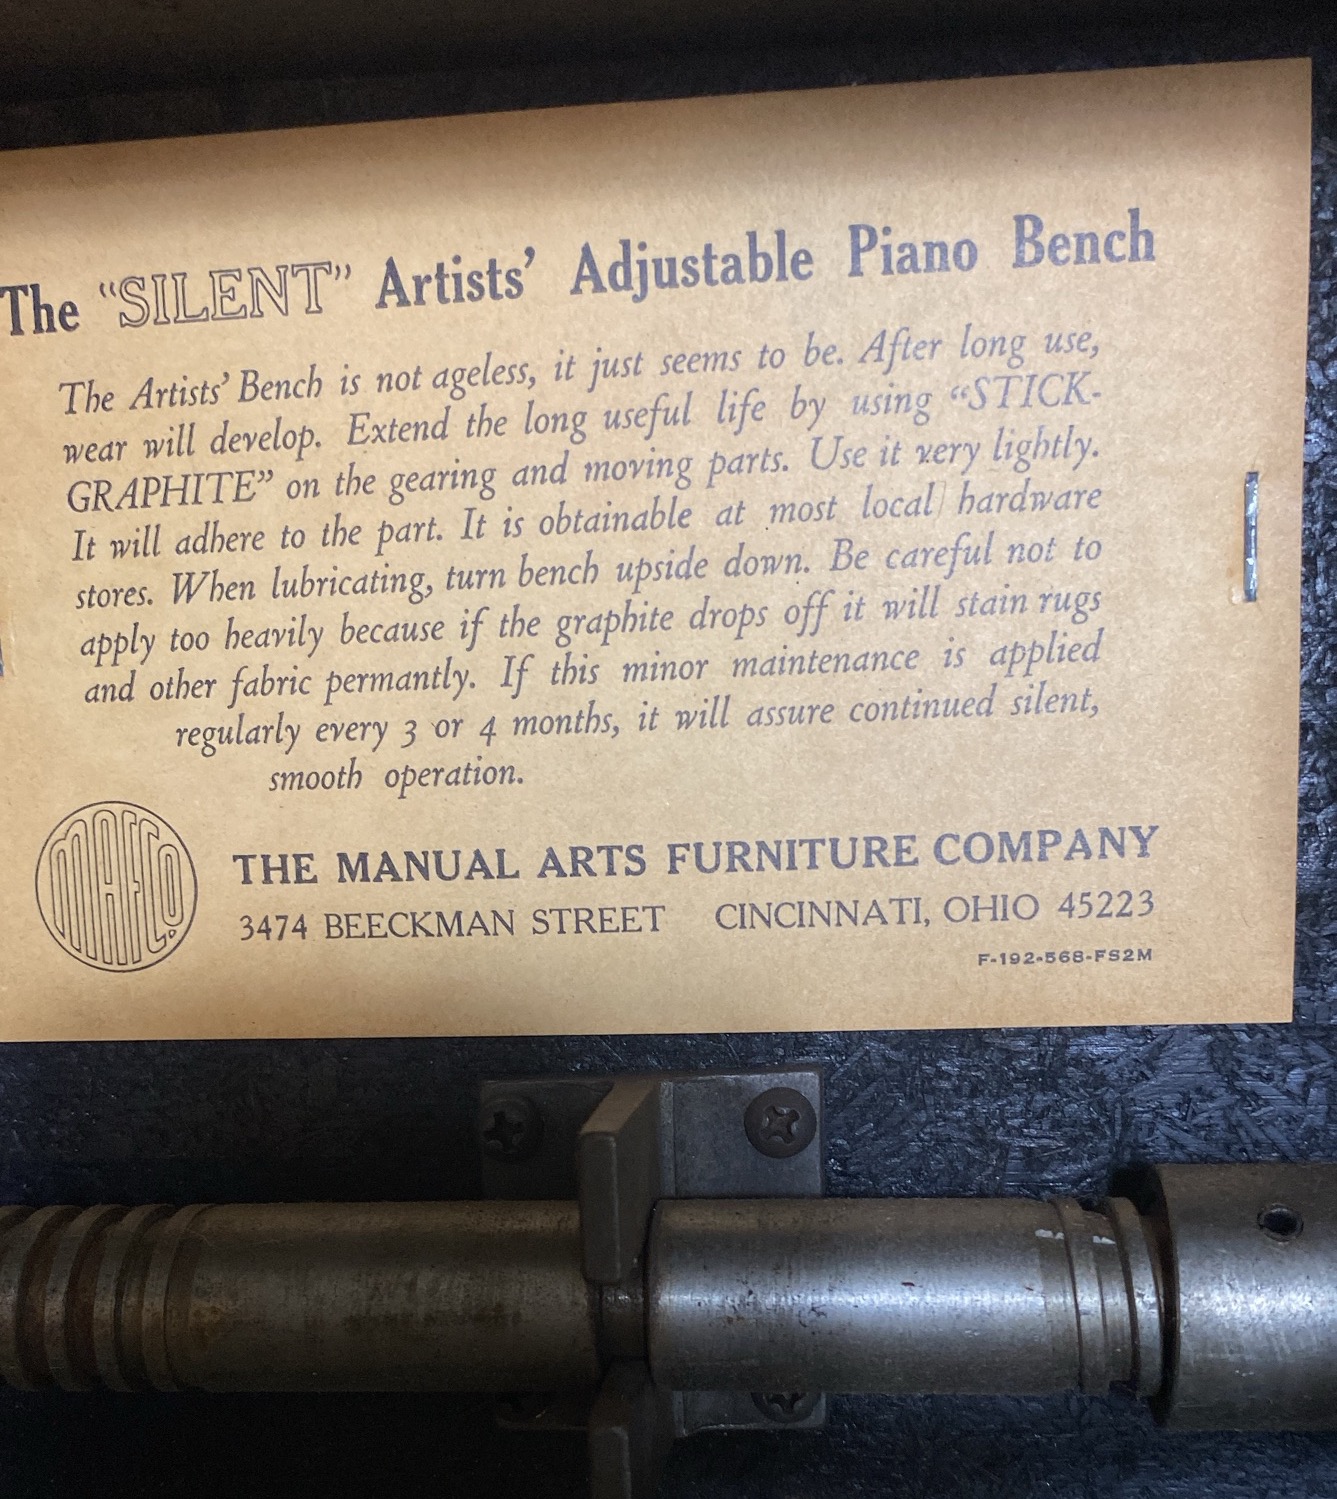 The “SILENT” Artists’ Adjustable Piano Bench
The Artists’ Bench is not ageless, it just seems to be. After long use,
wear will develop. Extend the long useful life by using “STICK-
GRAPHITE” on the gearing and moving parts. Use it very lightly.
It will adhere to the part. It is obtainable at most local hardware
stores. When lubricating, turn bench upside down. Be careful not to
apply too heavily because if the graphite drops off it will stain rugs
and other fabric permantly. If this minor maintenance is applied
regularly every 3 or 4 months, it will assure continued silent,
smooth operation.
MAFCO.
THE MANUAL ARTS FURNITURE COMPANY
3474 BEECKMAN STREET CINCINNATI, OHIO 45223
F-192-568-FS2M